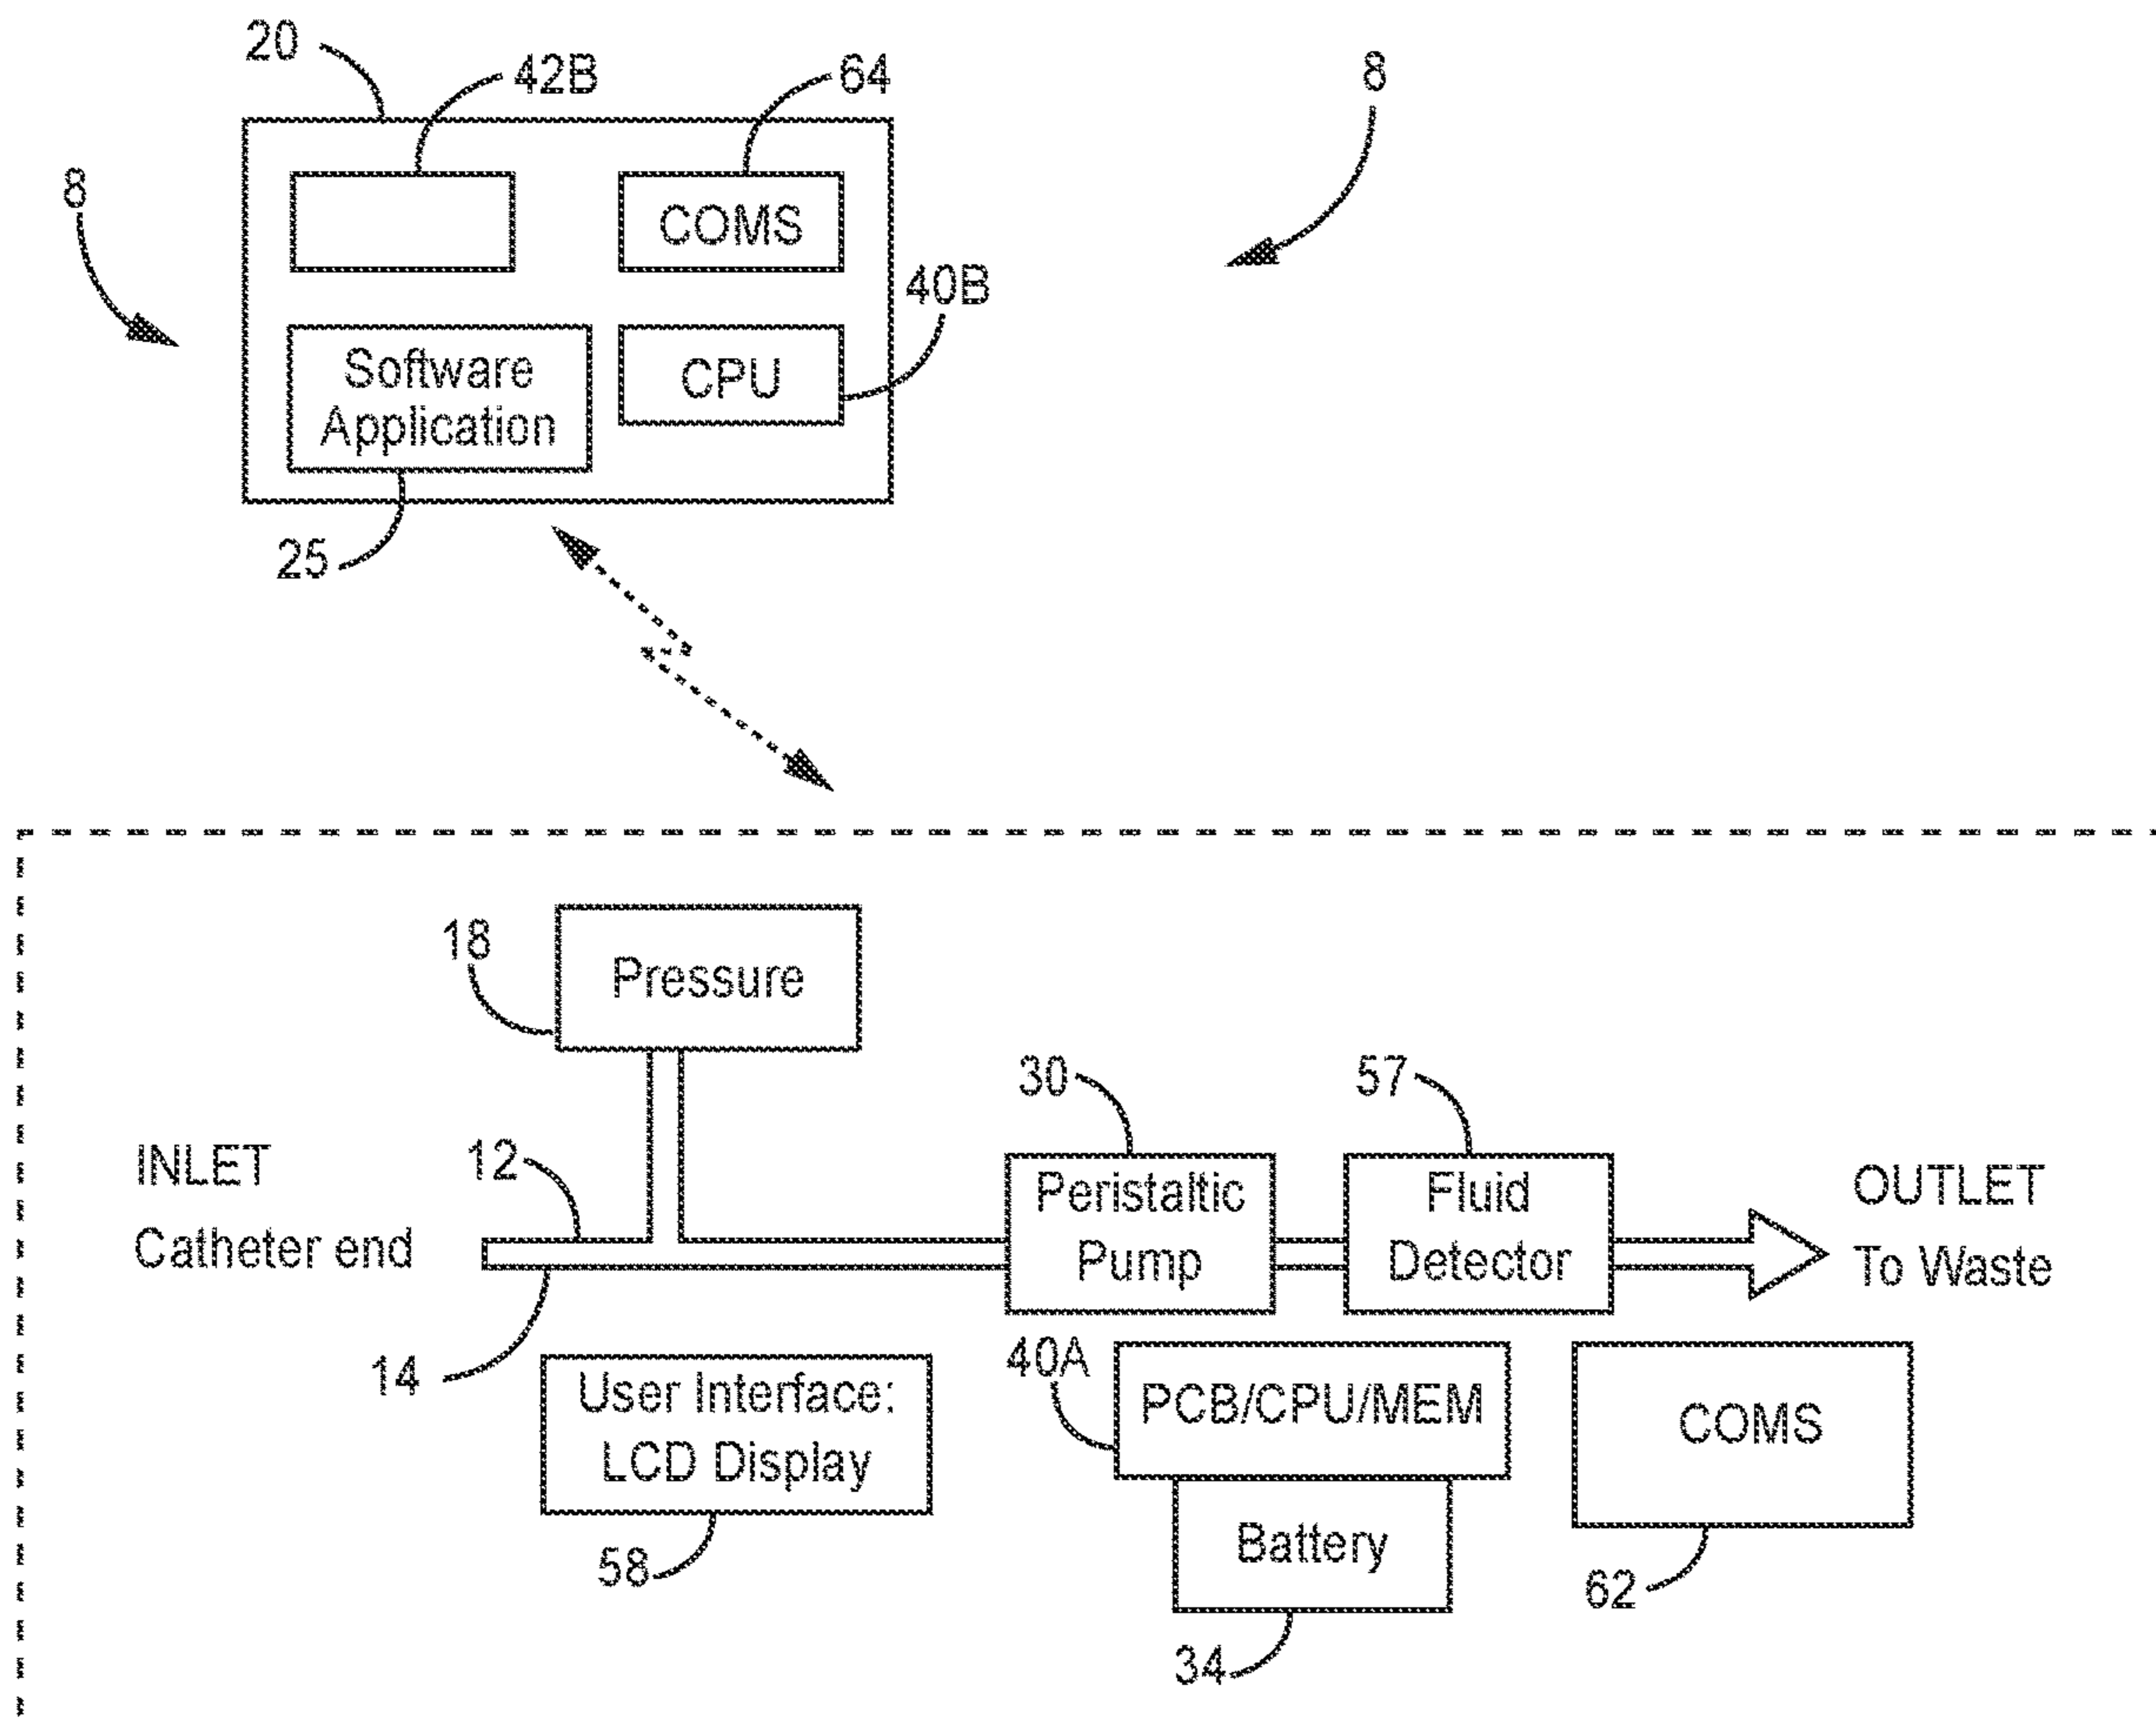 20
42B
64
8
8
COMS
40B
Software
Application
CPU
25
18
Pressure
30
57
INLET
Catheter end
12
Peristaltic
Pump
Fluid
Detector
OUTLET
To Waste
14
User Interface:
LCD Display
40A
PCB/CPU/MEM
COMS
Battery
58
62
34